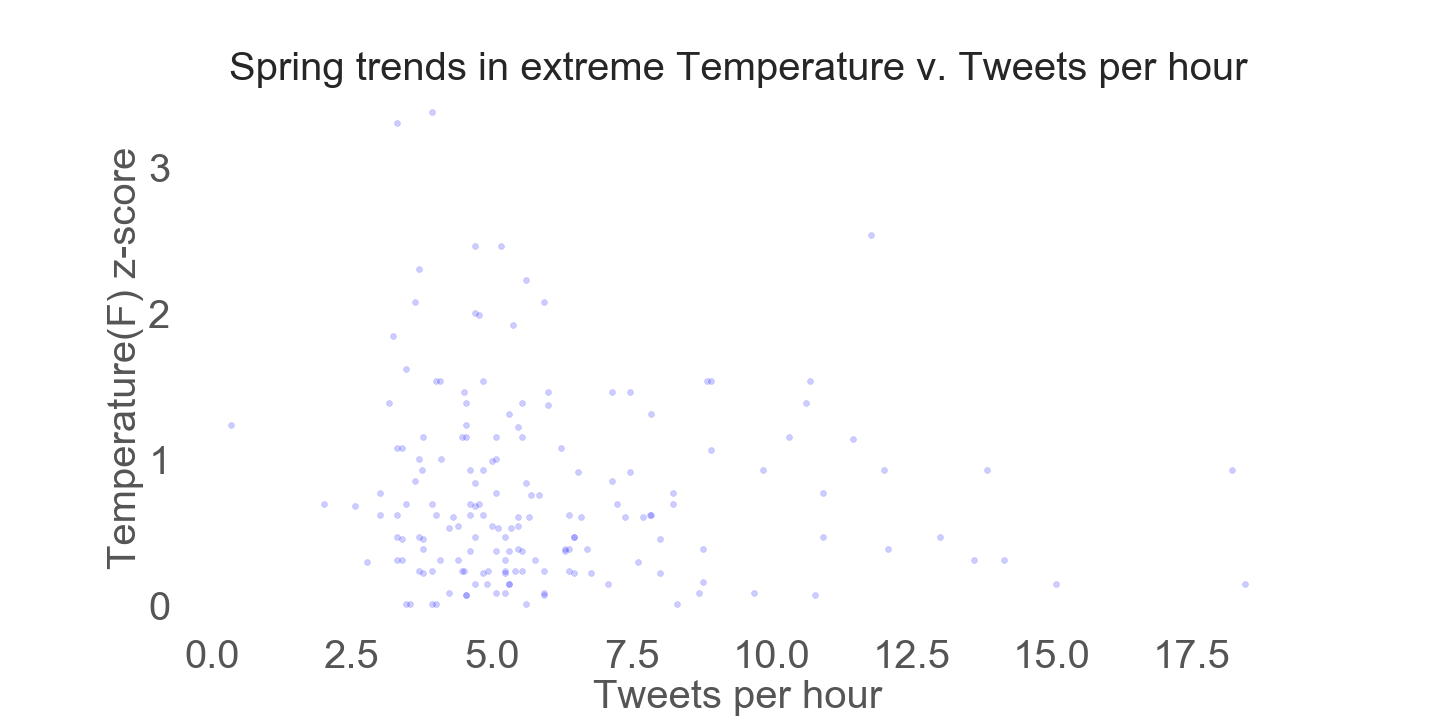 Spring trends in extreme Temperature v. Tweets per hour
Temperature(F) z-score
3
2
1
0
0.0 2.5 5.0 7.5 10.0 12.5 15.0 17.5
Tweets per hour